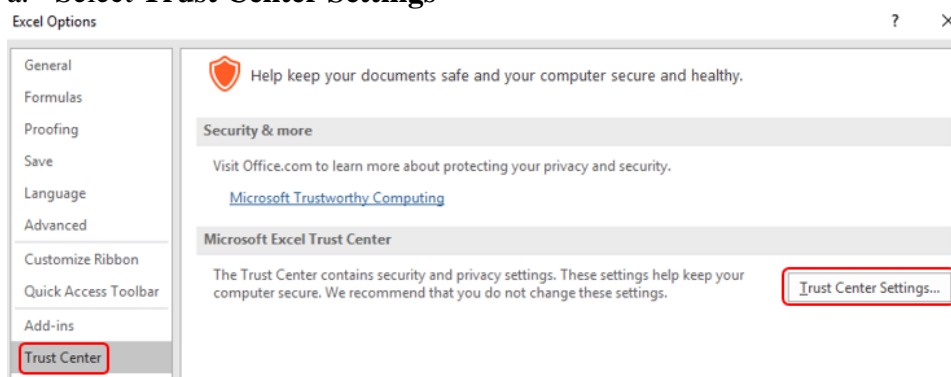 a. Select Trust Center Settings
Excel Options
?
X
General
Formulas
Proofing
Save
Language
Advanced
Customize Ribbon
Quick Access Toolbar
Add-ins
Trust Center
Help keep your documents safe and your computer secure and healthy.
Security & more
Visit Office.com to learn more about protecting your privacy and security.
Microsoft Trustworthy Computing
Microsoft Excel Trust Center
The Trust Center contains security and privacy settings. These settings help keep your
computer secure. We recommend that you do not change these settings.
Trust Center Settings...